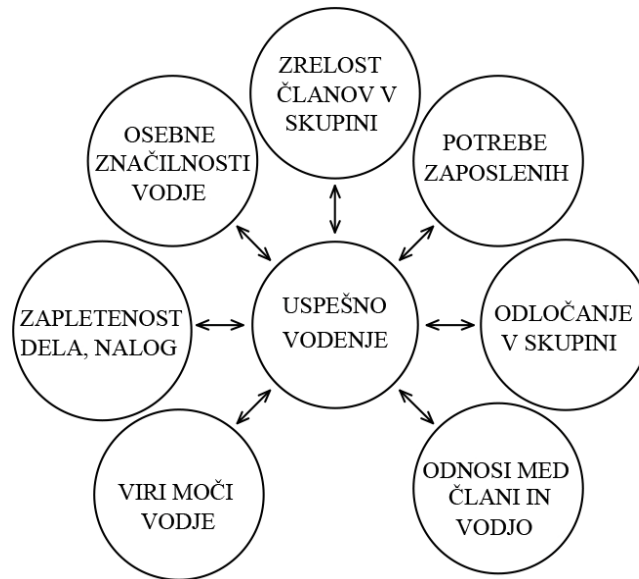 ZRELOST
ČLANOV V
SKUPINI
OSEBNE
ZNAČILNOSTI
VODJE
POTREBE
ZAPOSLENIH
ZAPLETENOST
DELA, NALOG
USPEŠNO
VODENJE
ODLOČANJE
V SKUPINI
VIRI MOČI
VODJE
ODNOSI MED
ČLANI IN
VODJO